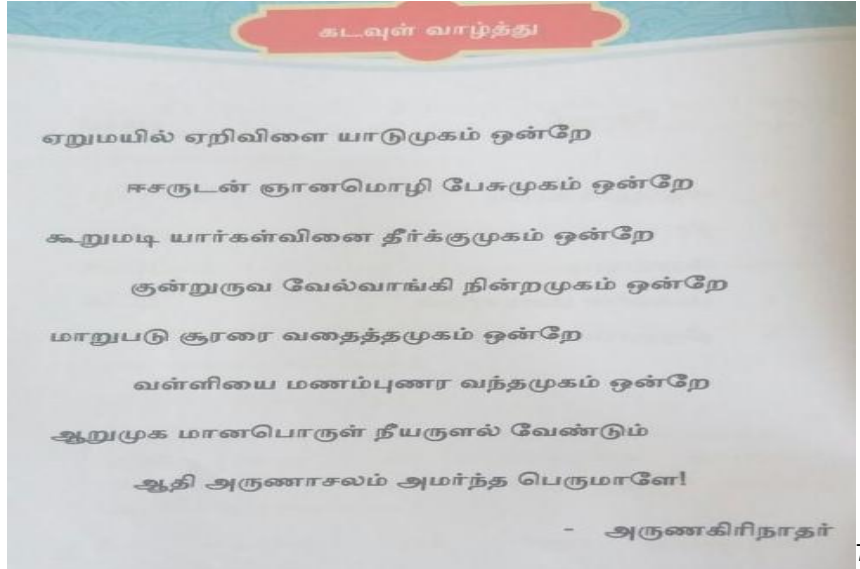 கடவுள் வாழ்த்து
ஏறுமயில் ஏறிவிளை யாடுமுகம் ஒன்றே
ஈசருடன் ஞானமொழி பேசுமுகம் ஒன்றே
கூறுமடி யார்கள்வினை தீர்க்குமுகம் ஒன்றே
குன்றுருவ வேல்வாங்கி நின்றமுகம் ஒன்றே
மாறுபடு சூரரை வதைத்தமுகம் ஒன்றே
வள்ளியை மணம்புணர வந்தமுகம் ஒன்றே
ஆறுமுக மானபொருள் நீயருளல் வேண்டும்
ஆதி அருணாசலம் அமர்ந்த பெருமாளே!
- அருணகிரிநாதர்